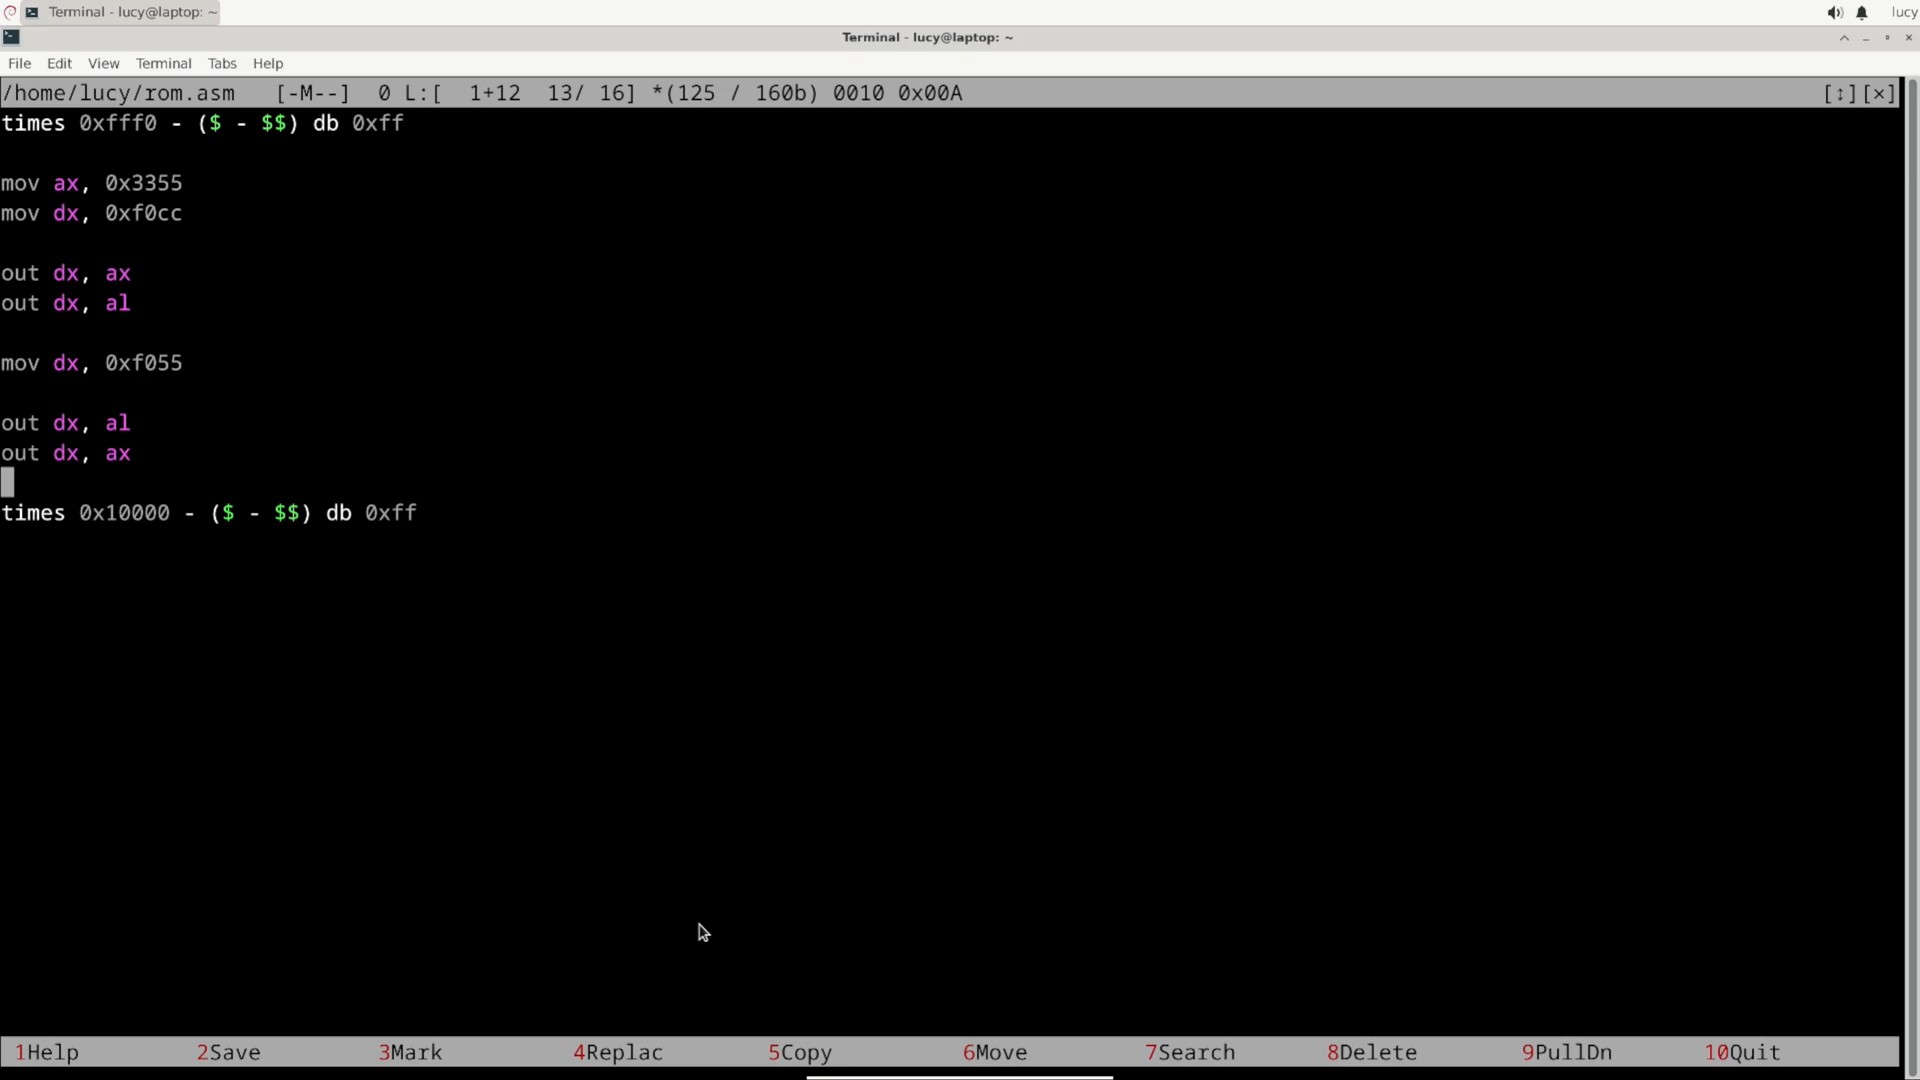 Terminal - lucy@laptop: ~
lucy
Terminal - lucy@laptop: ~
File Edit View Terminal Tabs Help
/home/lucy/rom.asm [-M--] 0 L:[ 1+12 13/ 16] *(125 / 160b) 0010 0x00A [↕][×]
times 0xfff0 - ($ - $$) db 0xff
mov ax, 0x3355
mov dx, 0xf0cc
out dx, ax
out dx, al
mov dx, 0xf055
out dx, al
out dx, ax
times 0x10000 - ($ - $$) db 0xff
1Help 2Save 3Mark 4Replac 5Copy 6Move 7Search 8Delete 9PullDn 10Quit